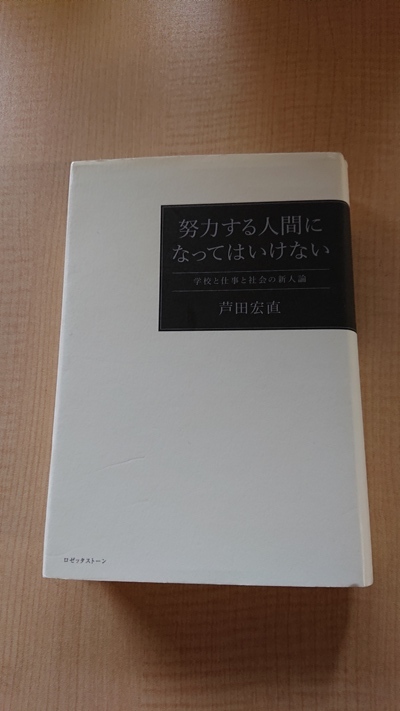 努力する人間に
なってはいけない
学校と仕事と社会の新人論
芦田宏直
ロゼッタストーン